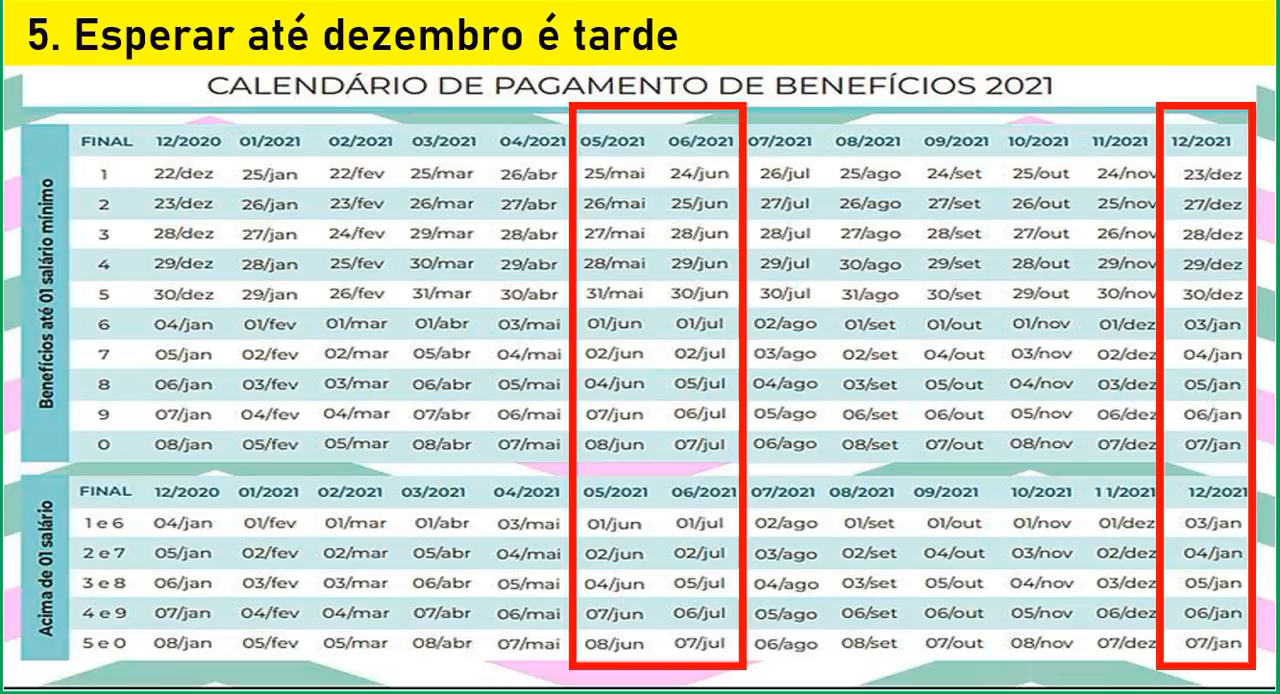 5. Esperar até dezembro é tarde
CALENDÁRIO DE PAGAMENTO DE BENEFÍCIOS 2021
Benefícios até 01 salário mínimo
FINAL 12/2020 01/2021 02/2021 03/2021 04/2021 05/2021 06/2021 07/2021 08/2021 09/2021 10/2021 11/2021 12/2021
1 22/dez 25/jan 22/fev 25/mar 26/abr 25/mai 24/jun 26/jul 25/ago 24/set 25/out 24/nov 23/dez
2 23/dez 26/jan 23/fev 26/mar 27/abr 26/mai 25/jun 27/jul 26/ago 27/set 26/out 25/nov 27/dez
3 28/dez 27/jan 24/fev 29/mar 28/abr 27/mai 28/jun 28/jul 27/ago 28/set 27/out 26/nov 28/dez
4 29/dez 28/jan 25/fev 30/mar 29/abr 28/mai 29/jun 29/jul 30/ago 29/set 28/out 29/nov 29/dez
5 30/dez 29/jan 26/fev 31/mar 30/abr 31/mai 30/jun 30/jul 31/ago 30/set 29/out 30/nov 30/dez
6 04/jan 01/fev 01/mar 01/abr 03/mai 01/jun 01/jul 02/ago 01/set 01/out 01/nov 01/dez 03/jan
7 05/jan 02/fev 02/mar 05/abr 04/mai 02/jun 02/jul 03/ago 02/set 04/out 03/nov 02/dez 04/jan
8 06/jan 03/fev 03/mar 06/abr 05/mai 04/jun 05/jul 04/ago 03/set 05/out 04/nov 03/dez 05/jan
9 07/jan 04/fev 04/mar 07/abr 06/mai 07/jun 06/jul 05/ago 06/set 06/out 05/nov 06/dez 06/jan
0 08/jan 05/fev 05/mar 08/abr 07/mai 08/jun 07/jul 06/ago 08/set 07/out 08/nov 07/dez 07/jan
Acima de 01 salário
FINAL 12/2020 01/2021 02/2021 03/2021 04/2021 05/2021 06/2021 07/2021 08/2021 09/2021 10/2021 11/2021 12/2021
1 e 6 04/jan 01/fev 01/mar 01/abr 03/mai 01/jun 01/jul 02/ago 01/set 01/out 01/nov 01/dez 03/jan
2 e 7 05/jan 02/fev 02/mar 05/abr 04/mai 02/jun 02/jul 03/ago 02/set 04/out 03/nov 02/dez 04/jan
3 e 8 06/jan 03/fev 03/mar 06/abr 05/mai 04/jun 05/jul 04/ago 03/set 05/out 04/nov 03/dez 05/jan
4 e 9 07/jan 04/fev 04/mar 07/abr 06/mai 07/jun 06/jul 05/ago 06/set 06/out 05/nov 06/dez 06/jan
5 e 0 08/jan 05/fev 05/mar 08/abr 07/mai 08/jun 07/jul 06/ago 08/set 07/out 08/nov 07/dez 07/jan